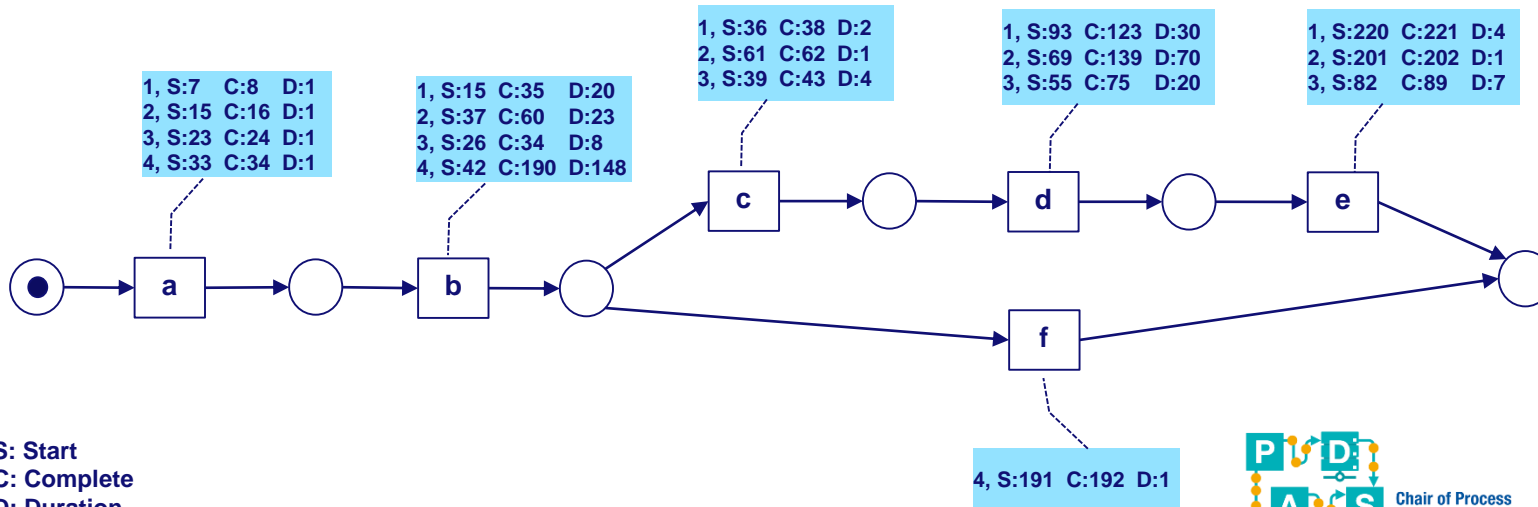 1, S:36 C:38 D:2
2, S:61 C:62 D:1
3, S:39 C:43 D:4
1, S:93 C:123 D:30
2, S:69 C:139 D:70
3, S:55 C:75 D:20
1, S:220 C:221 D:4
2, S:201 C:202 D:1
3, S:82 C:89 D:7
1, S:7 C:8 D:1
2, S:15 C:16 D:1
3, S:23 C:24 D:1
4, S:33 C:34 D:1
1, S:15 C:35 D:20
2, S:37 C:60 D:23
3, S:26 C:34 D:8
4, S:42 C:190 D:148
c
d
e
a
b
f
S: Start
C: Complete
D: Duration
4, S:191 C:192 D:1
P D
A S
Chair of Process